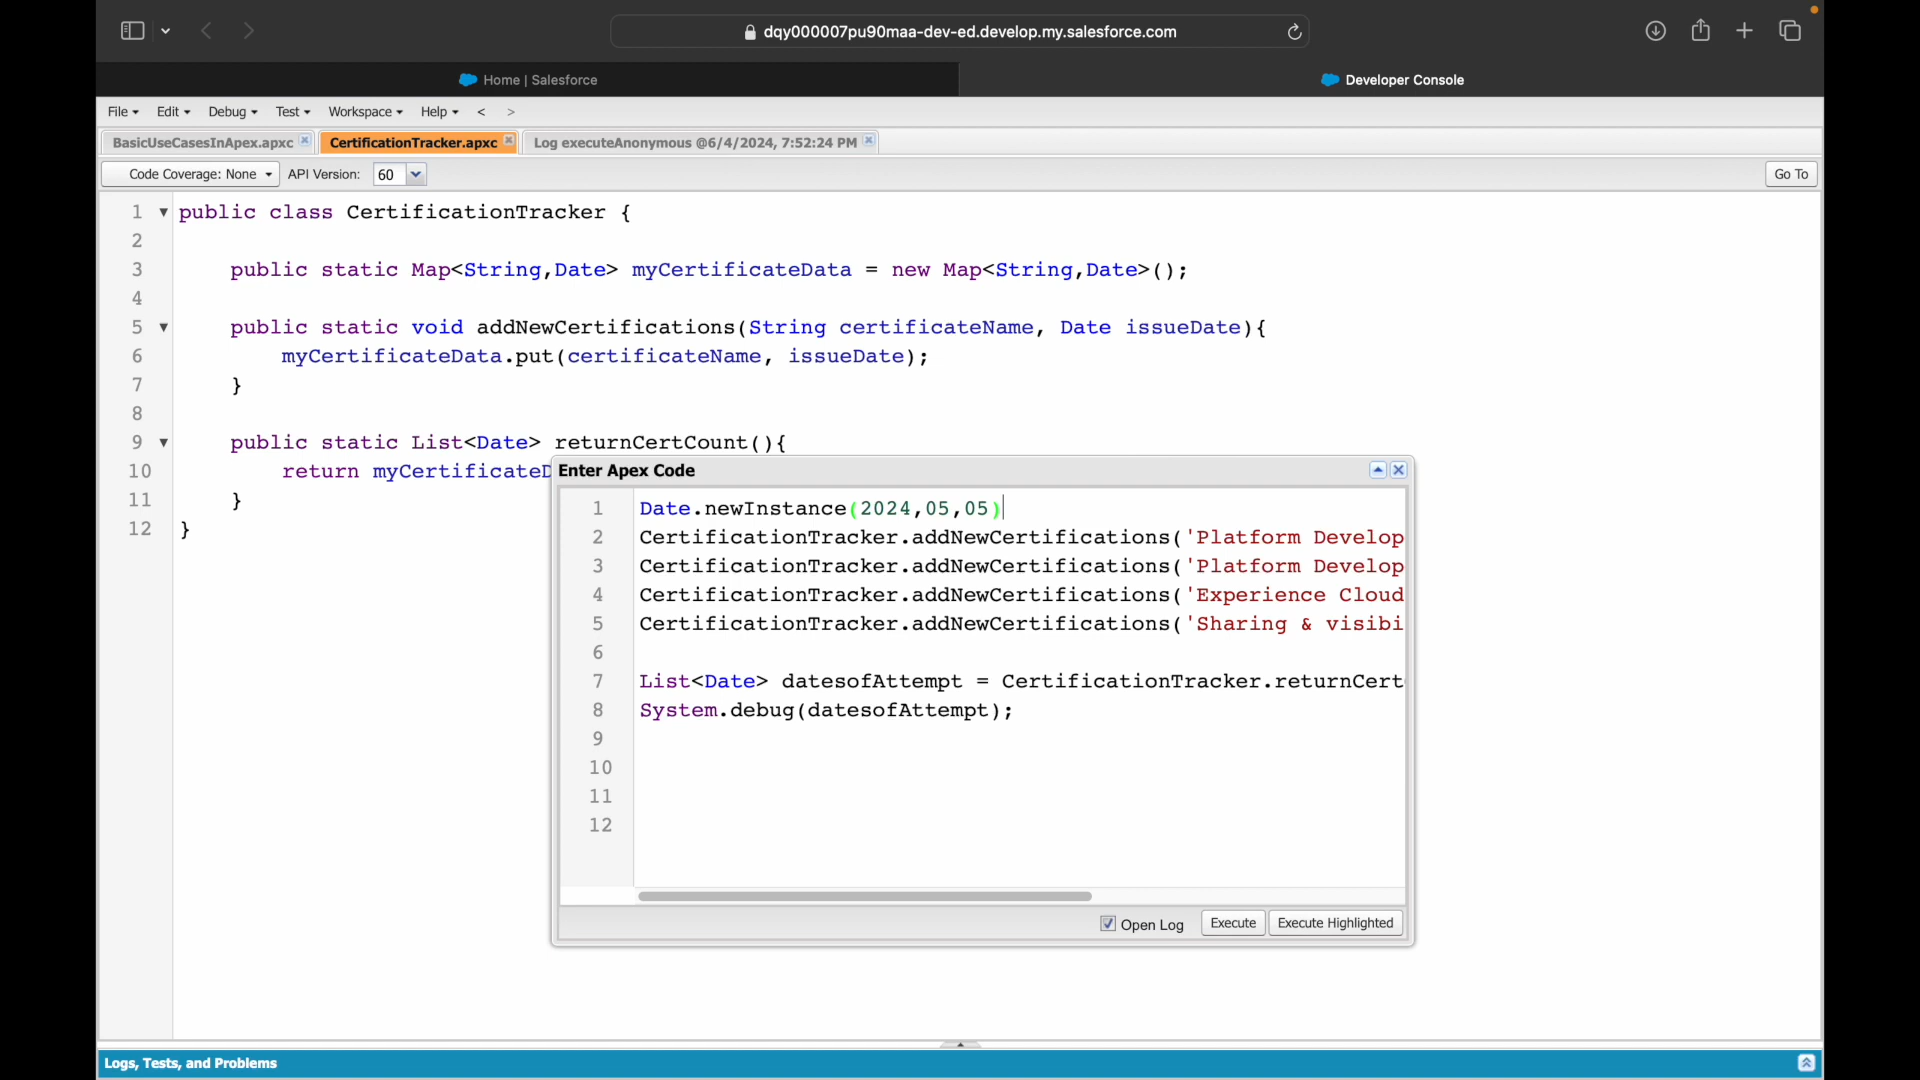 dqy000007pu90maa-dev-ed.develop.my.salesforce.com
Home | Salesforce
Developer Console
File Edit Debug Test Workspace Help < >
BasicUseCasesInApex.apxc
CertificationTracker.apxc
Log executeAnonymous @6/4/2024, 7:52:24 PM
Code Coverage: None API Version: 60 Go To
1 public class CertificationTracker {
2
3 public static Map<String,Date> myCertificateData = new Map<String,Date>();
4
5 public static void addNewCertifications(String certificateName, Date issueDate){
6 myCertificateData.put(certificateName, issueDate);
7 }
8
9 public static List<Date> returnCertCount(){
10 return myCertificateD
11 }
12 }
Enter Apex Code
1 Date.newInstance(2024,05,05)
2 CertificationTracker.addNewCertifications('Platform Develop
3 CertificationTracker.addNewCertifications('Platform Develop
4 CertificationTracker.addNewCertifications('Experience Cloud
5 CertificationTracker.addNewCertifications('Sharing & visibi
6
7 List<Date> datesofAttempt = CertificationTracker.returnCert
8 System.debug(datesofAttempt);
9
10
11
12
Open Log Execute Execute Highlighted
Logs, Tests, and Problems